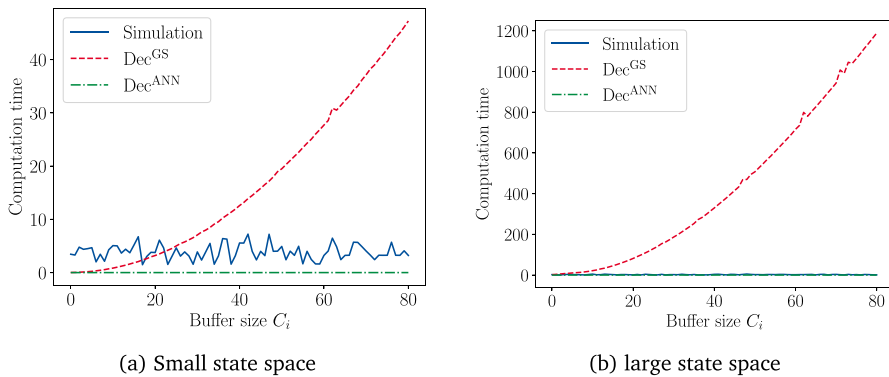 Simulation
Dec^GS
Dec^ANN
Computation time
40
30
20
10
0
0 20 40 60 80
Buffer size C_i
(a) Small state space
Simulation
Dec^GS
Dec^ANN
Computation time
1200
1000
800
600
400
200
0
0 20 40 60 80
Buffer size C_i
(b) large state space